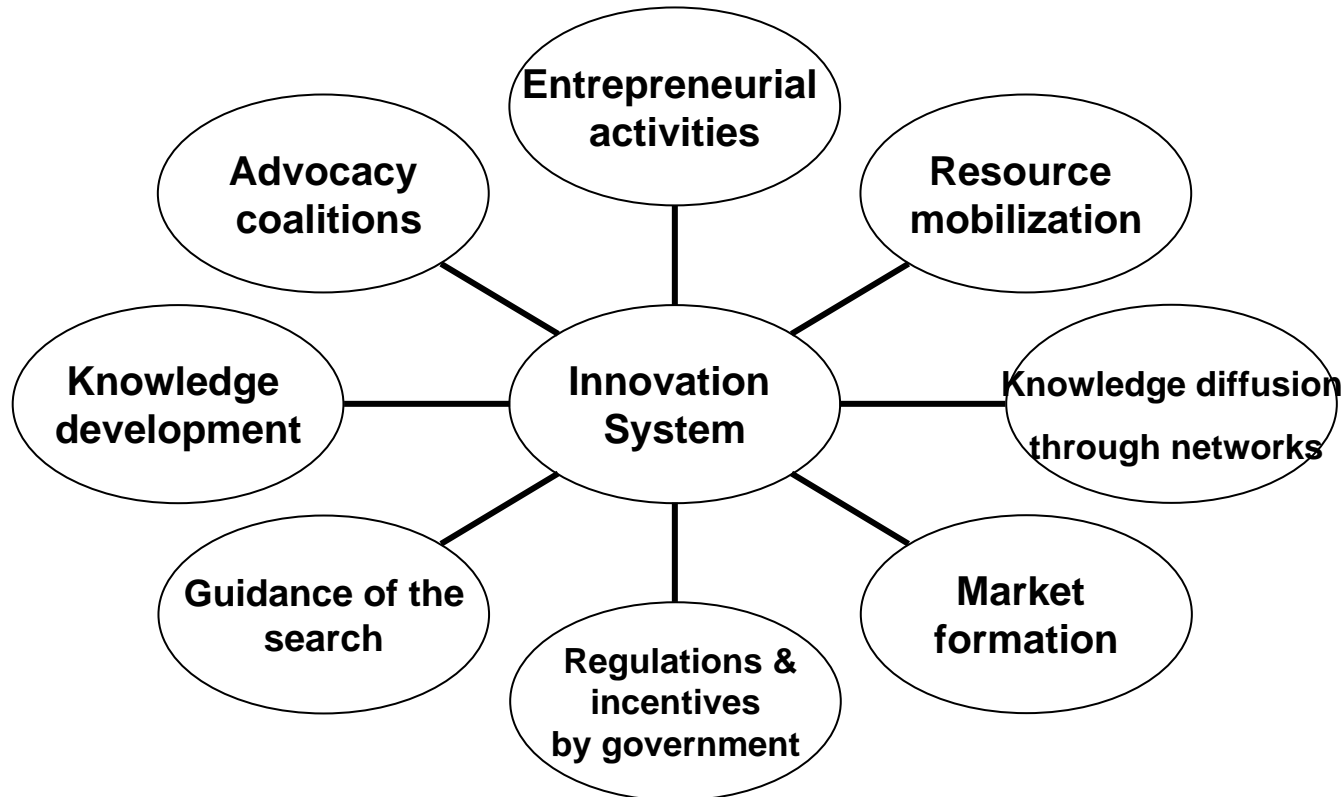 Entrepreneurial
activities
Advocacy
coalitions
Resource
mobilization
Knowledge
development
Innovation
System
Knowledge diffusion
through networks
Guidance of the
search
Market
formation
Regulations &
incentives
by government